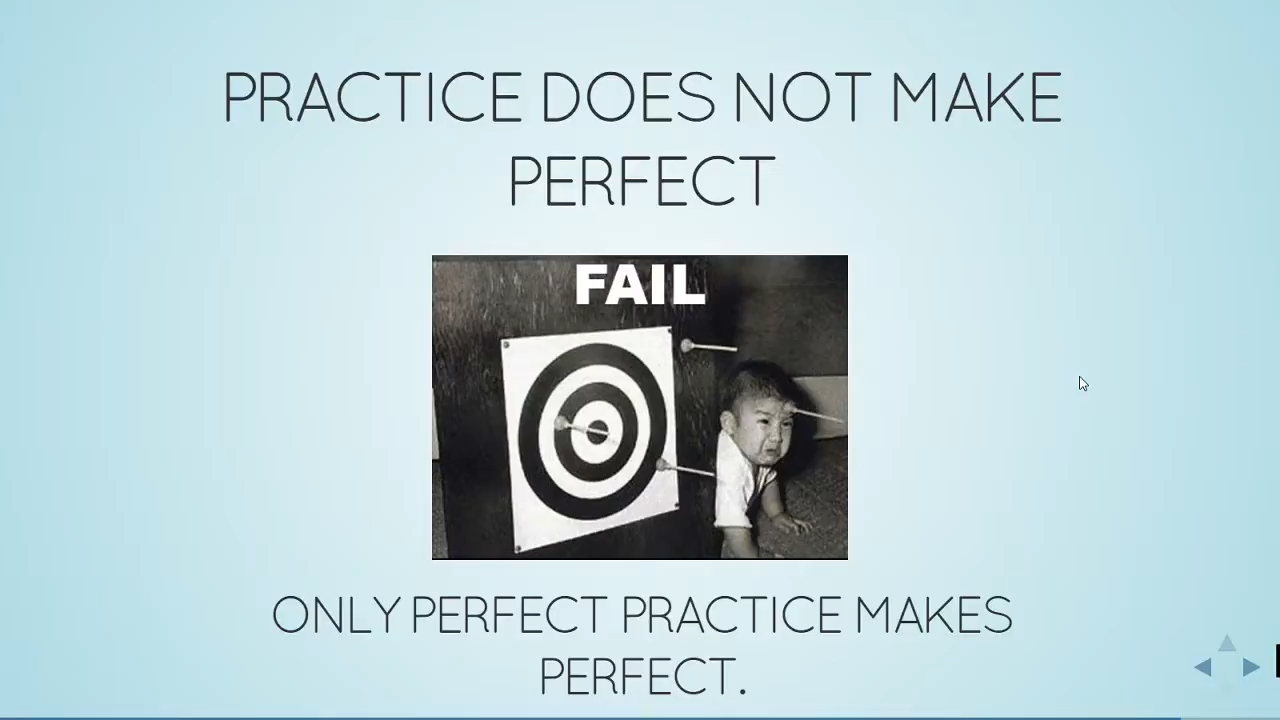 PRACTICE DOES NOT MAKE
PERFECT
FAIL
ONLY PERFECT PRACTICE MAKES
PERFECT.